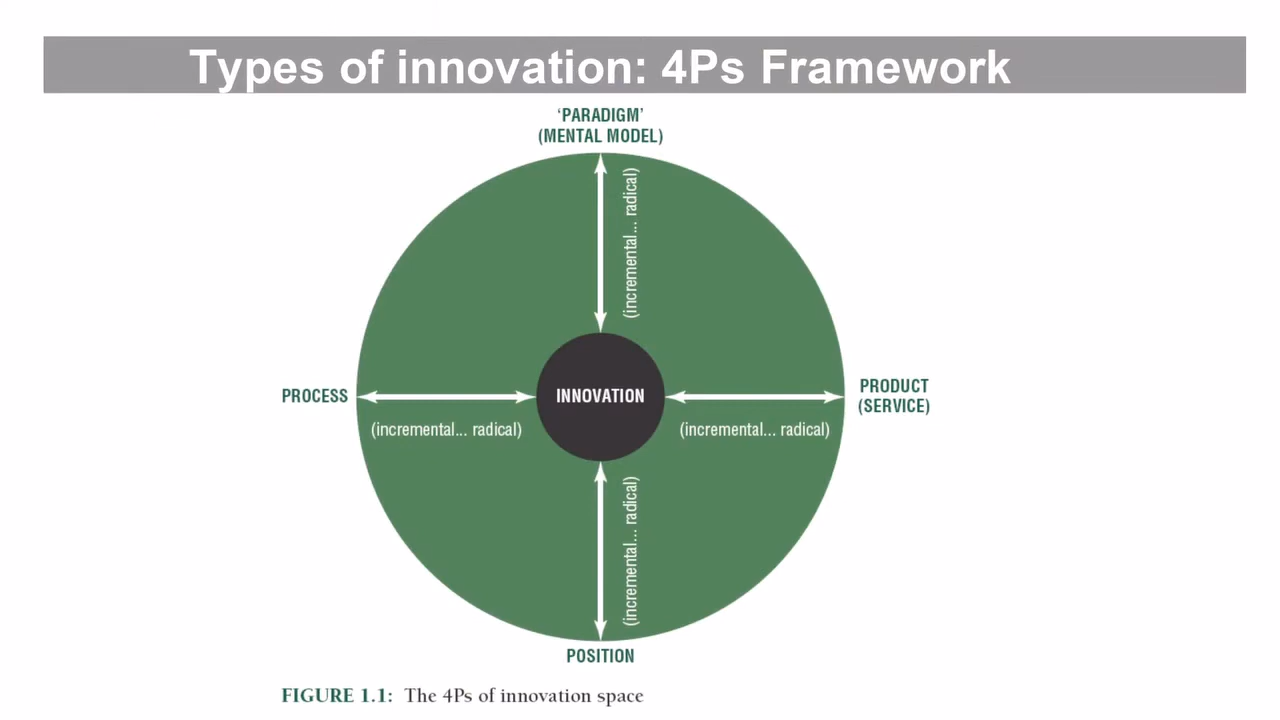 Types of innovation: 4Ps Framework
‘PARADIGM’
(MENTAL MODEL)
(incremental... radical)
PROCESS
INNOVATION
PRODUCT
(SERVICE)
(incremental... radical)
(incremental... radical)
(incremental... radical)
POSITION
FIGURE 1.1: The 4Ps of innovation space